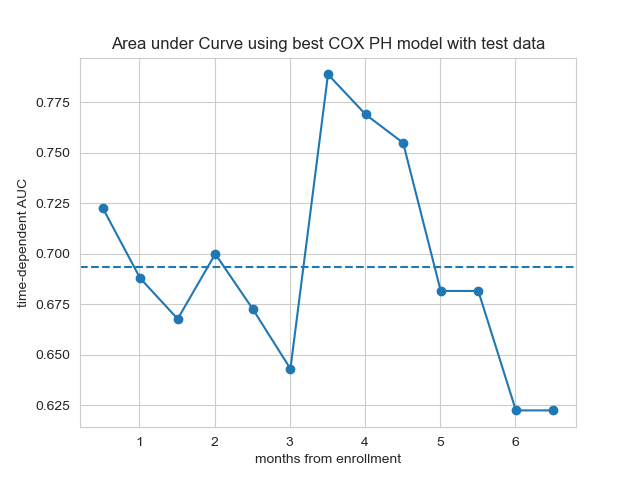 Area under Curve using best COX PH model with test data
time-dependent AUC
0.775
0.750
0.725
0.700
0.675
0.650
0.625
1 2 3 4 5 6
months from enrollment